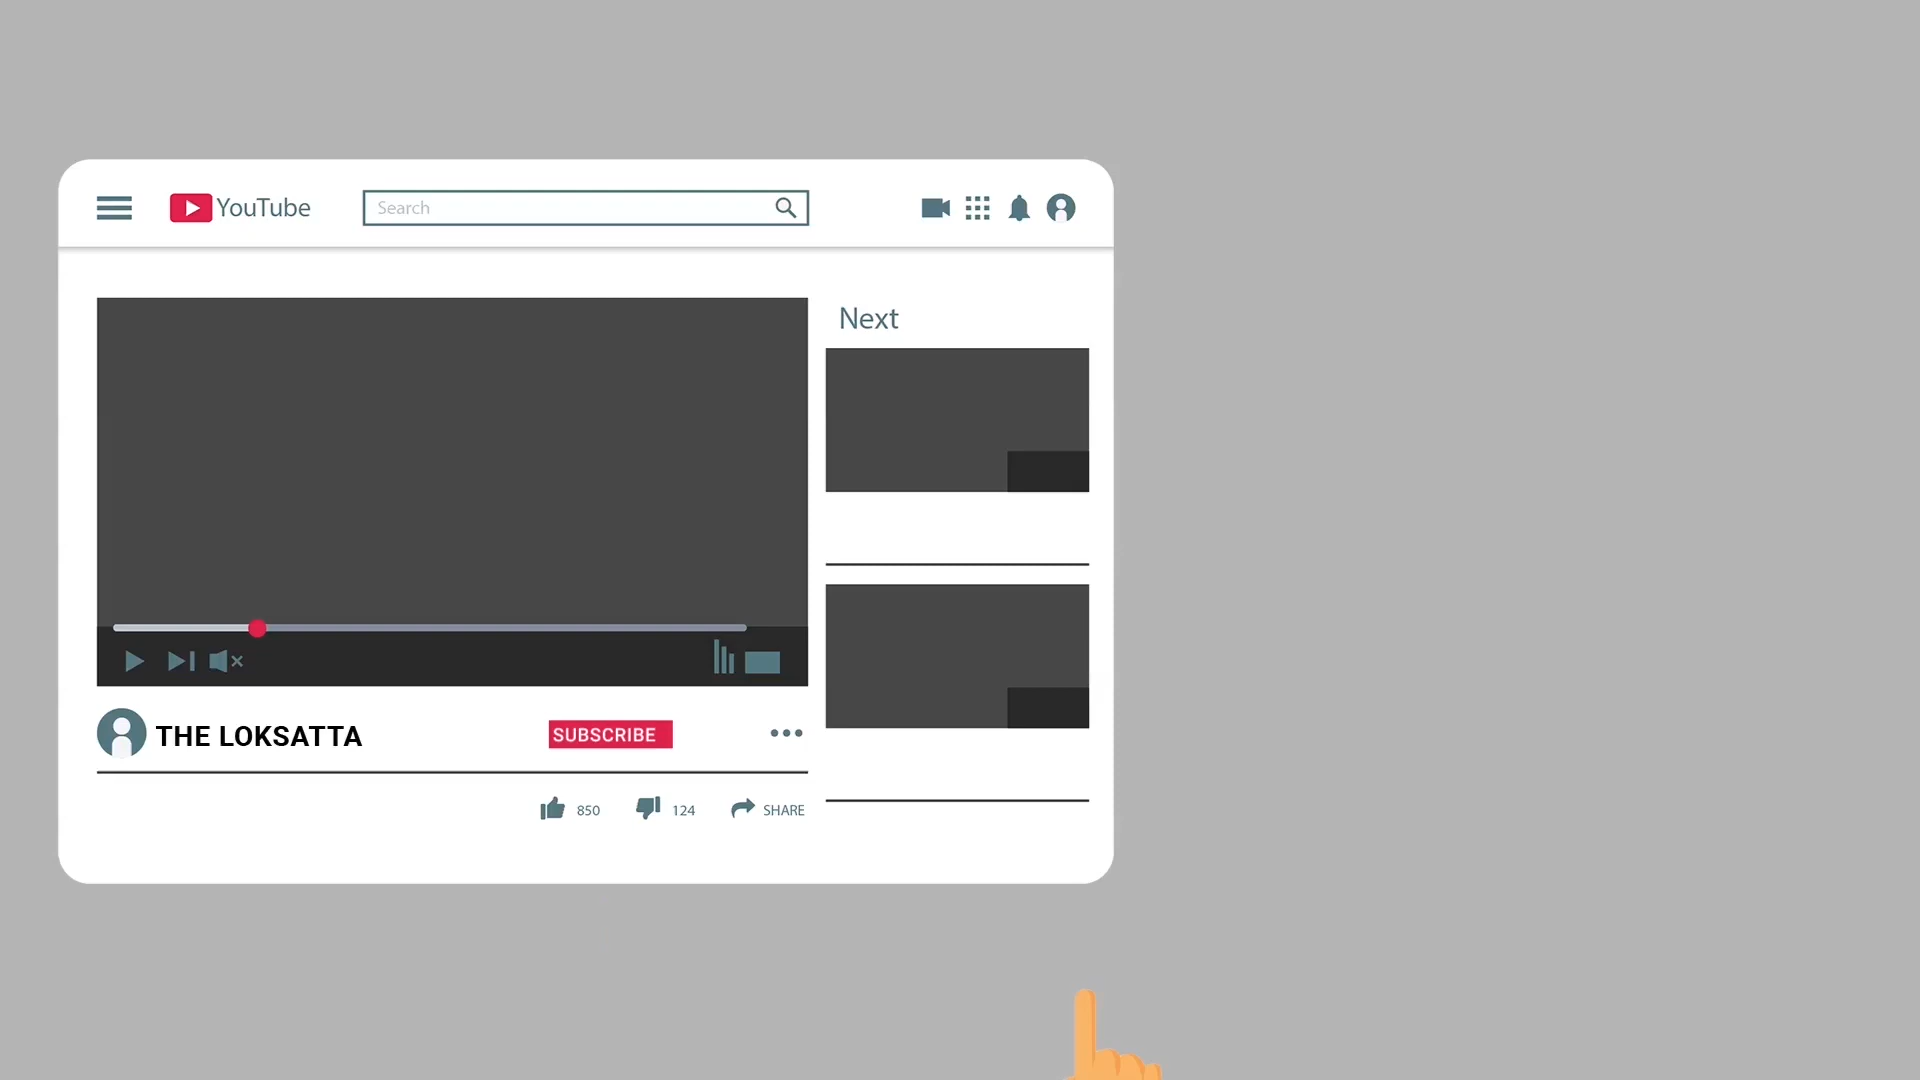 YouTube
Search
Next
THE LOKSATTA
SUBSCRIBE
850
124
SHARE